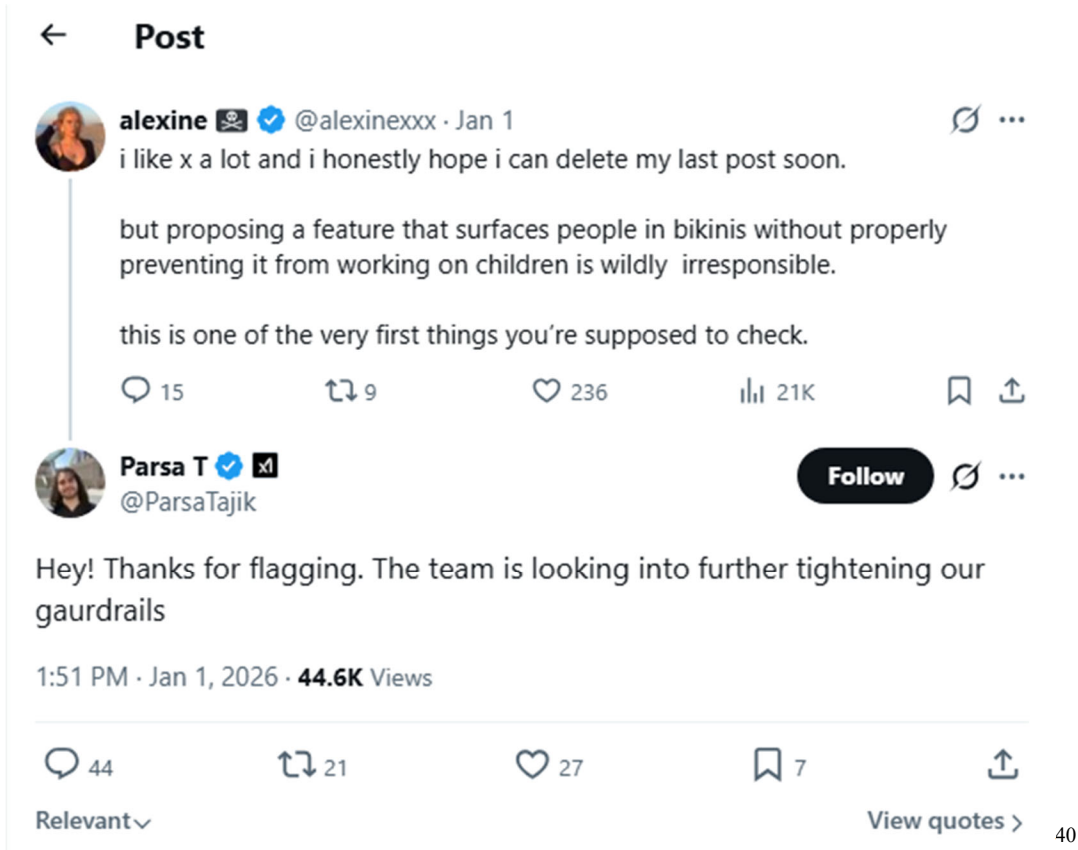 Post
alexine 🏴‍☠️ @alexinexxx · Jan 1
i like x a lot and i honestly hope i can delete my last post soon.
but proposing a feature that surfaces people in bikinis without properly
preventing it from working on children is wildly  irresponsible.
this is one of the very first things you're supposed to check.
15 9 236 21K
Parsa T
Follow
@ParsaTajik
Hey! Thanks for flagging. The team is looking into further tightening our
gaurdrails
1:51 PM · Jan 1, 2026 · 44.6K Views
44 21 27 7
Relevant View quotes
40